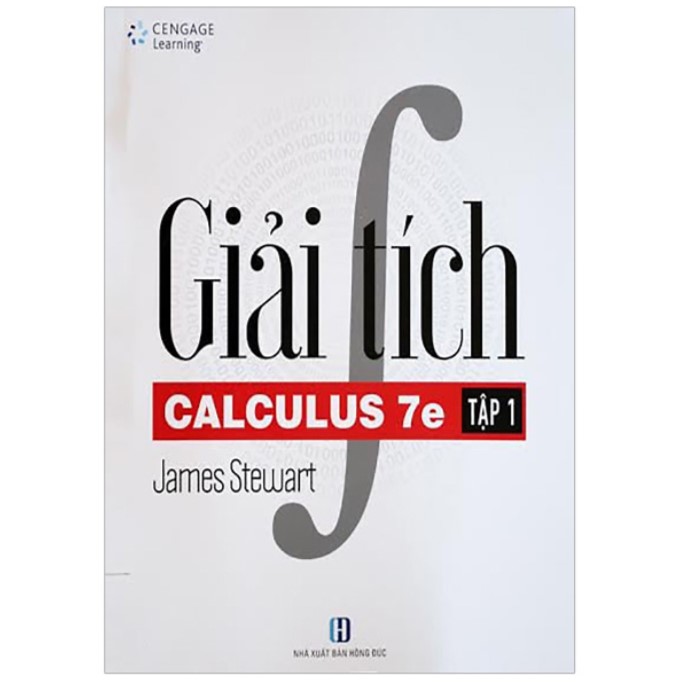 CENGAGE
Learning
Giải tích
CALCULUS 7e TẬP 1
James Stewart
H
NHÀ XUẤT BẢN HỒNG ĐỨC